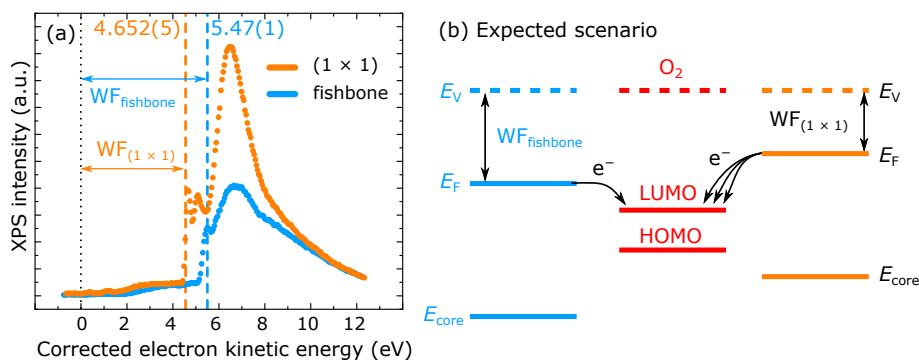 4.652(5) 5.47(1)
(a)
(1 × 1)
fishbone
WFfishbone
WF(1 × 1)
XPS intensity (a.u.)
0 2 4 6 8 10 12
Corrected electron kinetic energy (eV)
(b) Expected scenario
O2
EV EV
WFfishbone WF(1 × 1)
e− e− EF
EF LUMO
HOMO
Ecore
Ecore